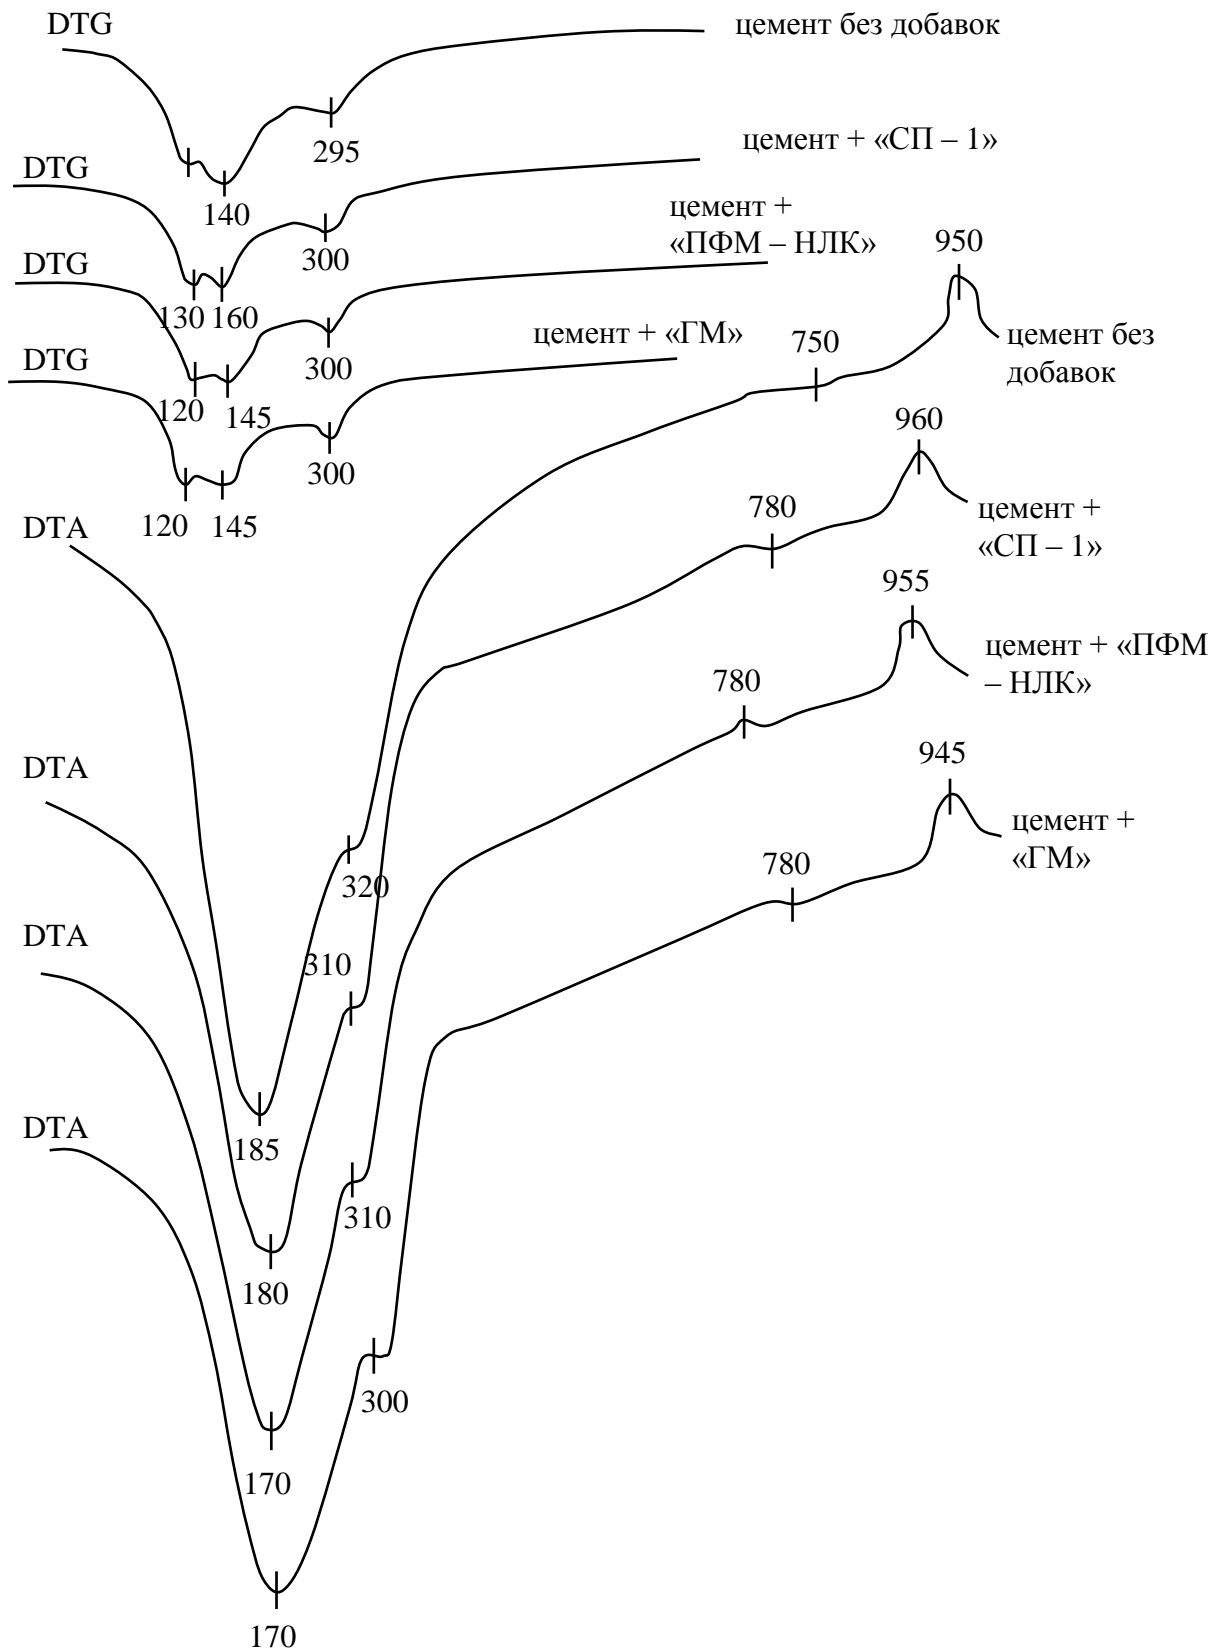 DTG
цемент без добавок
295
140
DTG
цемент + «СП – 1»
300
130 160
DTG
цемент +
«ПФМ – НЛК»
300
120 145
DTG
цемент + «ГМ»
300
120 145
950
750
цемент без
добавок
DTA
960
780
цемент +
«СП – 1»
320
185
DTA
955
780
цемент + «ПФМ
– НЛК»
310
180
DTA
945
780
цемент +
«ГМ»
310
170
DTA
300
170